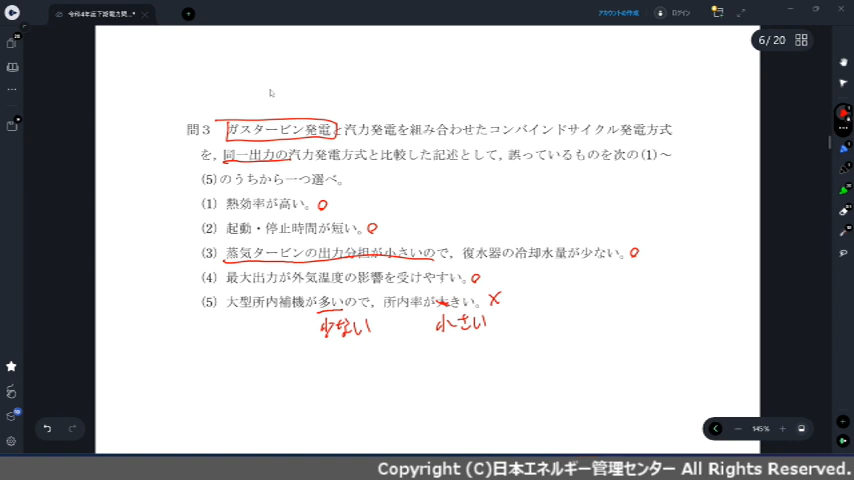 令和4年度下期電力問...*
アカウントの作成
ログイン
6/20
問3 ガスタービン発電と汽力発電を組み合わせたコンバインドサイクル発電方式
を，同一出力の汽力発電方式と比較した記述として，誤っているものを次の(1)～
(5)のうちから一つ選べ。
(1) 熱効率が高い。 ○
(2) 起動・停止時間が短い。 ○
(3) 蒸気タービンの出力分担が小さいので，復水器の冷却水量が少ない。 ○
(4) 最大出力が外気温度の影響を受けやすい。 ○
(5) 大型所内補機が多いので，所内率が大きい。 ×
少ない 小さい
145%
Copyright (C)日本エネルギー管理センター All Rights Reserved.